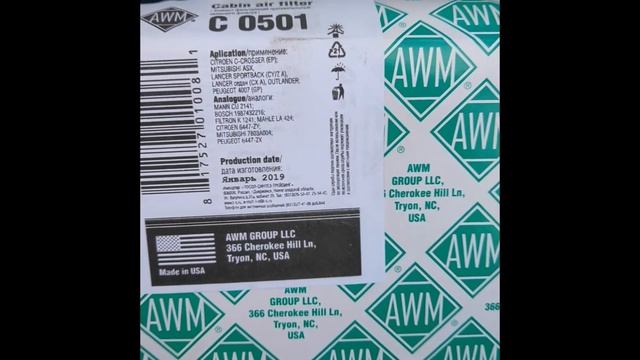 AWM
Cabin air filter
C 0501
Aplication/применение:
CITROEN C-CROSSER (EP);
MITSUBISHI ASX,
LANCER SPORTBACK (CY/Z A),
LANCER седан (CX A), OUTLANDER;
PEUGEOT 4007 (GP)
Analogue/аналоги:
MANN CU 2141;
BOSCH 1987432216;
FILTRON K 1241; MAHLE LA 424;
CITROEN 6447-ZY;
MITSUBISHI 7803A004;
PEUGEOT 6447-ZX
Production date/
дата изготовления:
Январь 2019
8 17527 01008 1
AWM GROUP LLC
366 Cherokee Hill Ln,
Tryon, NC, USA
Made in USA
AWM
AWM
AWM
GROUP LLC,
366 Cherokee Hill Ln,
Tryon, NC,
USA
AWM
AWM
GROUP LLC,
366 Cherokee Hill Ln,
Tryon, NC,
USA
AWM
AWM
366